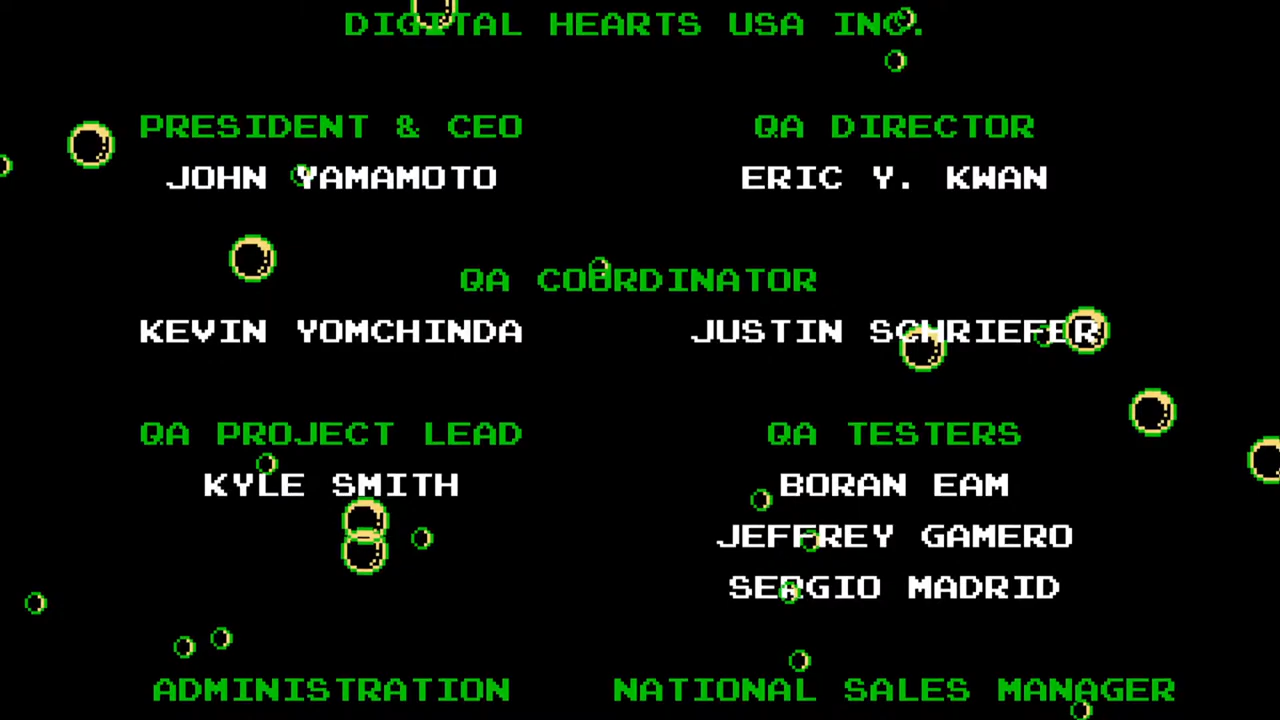 DIGITAL HEARTS USA INC.
PRESIDENT & CEO
JOHN YAMAMOTO
QA DIRECTOR
ERIC Y. KWAN
QA COORDINATOR
KEVIN YOMCHINDA
JUSTIN SCHRIEFER
QA PROJECT LEAD
KYLE SMITH
QA TESTERS
BORAN EAM
JEFFREY GAMERO
SERGIO MADRID
ADMINISTRATION
NATIONAL SALES MANAGER